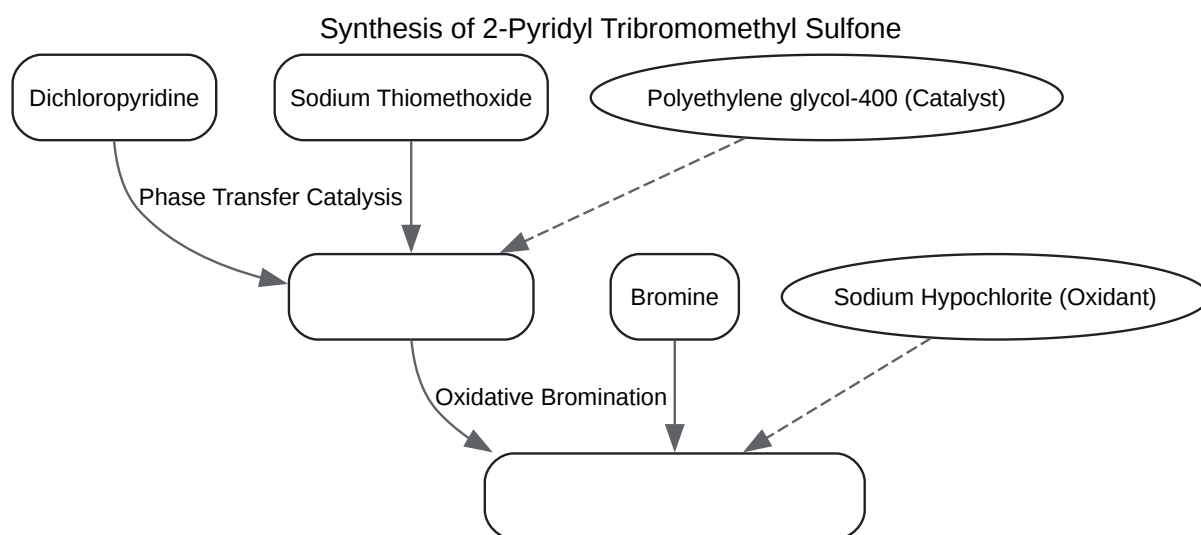 Synthesis of 2-Pyridyl Tribromomethyl Sulfone
Dichloropyridine
Sodium Thiomethoxide
Polyethylene glycol-400 (Catalyst)
Phase Transfer Catalysis
Bromine
Sodium Hypochlorite (Oxidant)
Oxidative Bromination